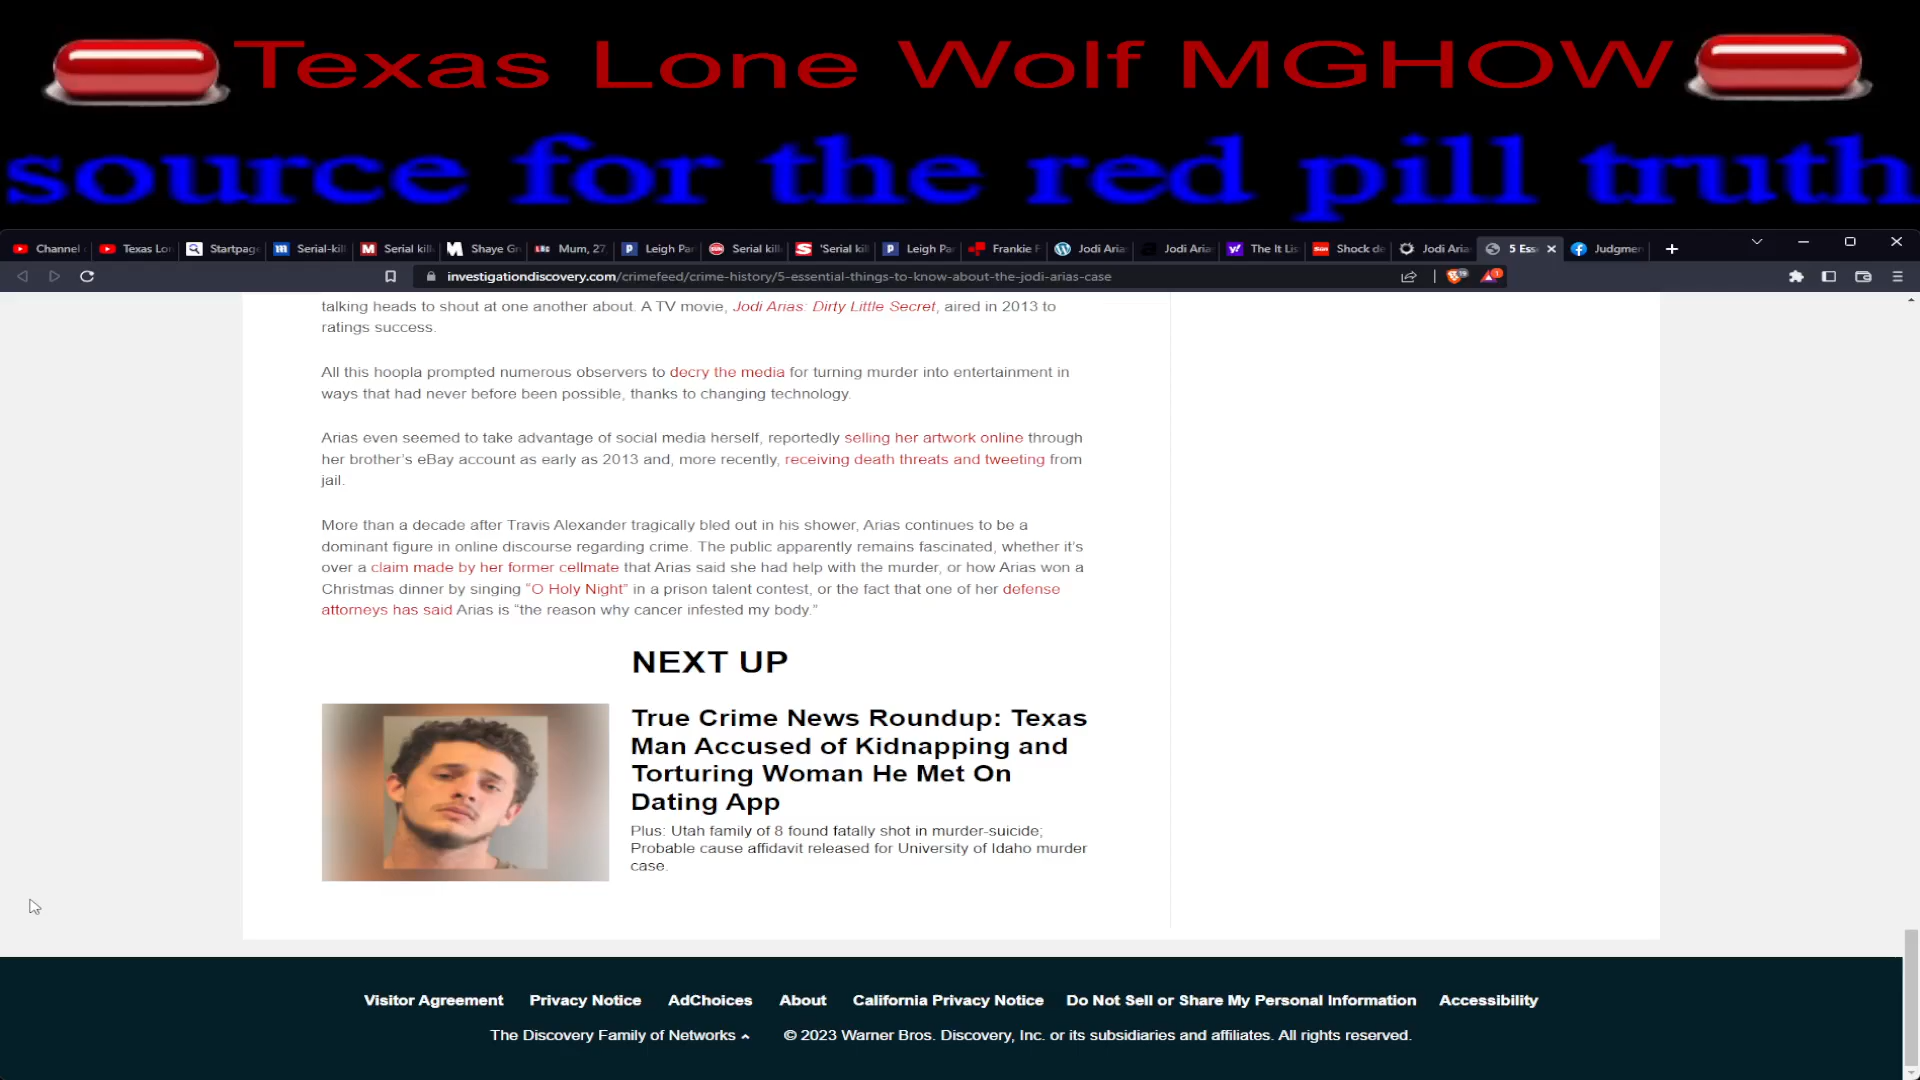 Texas Lone Wolf MGHOW
source for the red pill truth
Channel
Texas Lon
Startpage
Serial-kill
Serial kille
Shaye Gr
Mum, 27,
Leigh Par
Serial kille
'Serial kil
Leigh Par
Frankie F
Jodi Arias
Jodi Arias
The It Lis
Shock de
Jodi Arias
5 Ess
Judgmen
investigationdiscovery.com/crimefeed/crime-history/5-essential-things-to-know-about-the-jodi-arias-case
talking heads to shout at one another about. A TV movie, Jodi Arias: Dirty Little Secret, aired in 2013 to
ratings success.
All this hoopla prompted numerous observers to decry the media for turning murder into entertainment in
ways that had never before been possible, thanks to changing technology.
Arias even seemed to take advantage of social media herself, reportedly selling her artwork online through
her brother's eBay account as early as 2013 and, more recently, receiving death threats and tweeting from
jail.
More than a decade after Travis Alexander tragically bled out in his shower, Arias continues to be a
dominant figure in online discourse regarding crime. The public apparently remains fascinated, whether it's
over a claim made by her former cellmate that Arias said she had help with the murder, or how Arias won a
Christmas dinner by singing “O Holy Night” in a prison talent contest, or the fact that one of her defense
attorneys has said Arias is “the reason why cancer infested my body.”
NEXT UP
True Crime News Roundup: Texas
Man Accused of Kidnapping and
Torturing Woman He Met On
Dating App
Plus: Utah family of 8 found fatally shot in murder-suicide;
Probable cause affidavit released for University of Idaho murder
case.
Visitor Agreement Privacy Notice AdChoices About California Privacy Notice Do Not Sell or Share My Personal Information Accessibility
The Discovery Family of Networks © 2023 Warner Bros. Discovery, Inc. or its subsidiaries and affiliates. All rights reserved.